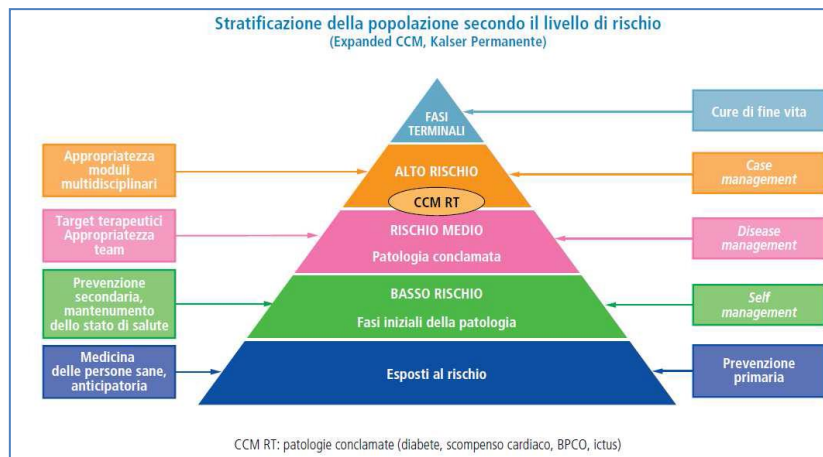 Stratificazione della popolazione secondo il livello di rischio
(Expanded CCM, Kalser Permanente)
FASI
TERMINALI
Cure di fine vita
Appropriatezza
moduli
multidisciplinari
ALTO RISCHIO
Case
management
CCM RT
Target terapeutici
Appropriatezza
team
RISCHIO MEDIO
Patologia conclamata
Disease
management
Prevenzione
secondaria,
mantenumento
dello stato di salute
BASSO RISCHIO
Fasi iniziali della patologia
Self
management
Medicina
delle persone sane,
anticipatoria
Esposti al rischio
Prevenzione
primaria
CCM RT: patologie conclamate (diabete, scompenso cardiaco, BPCO, ictus)